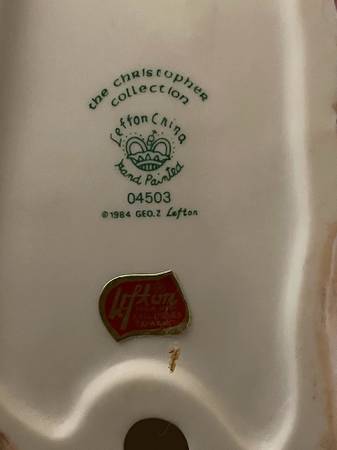 the christopher
collection
Lefton China
Hand Painted
04503
© 1984 GEO. Z Lefton
Lefton